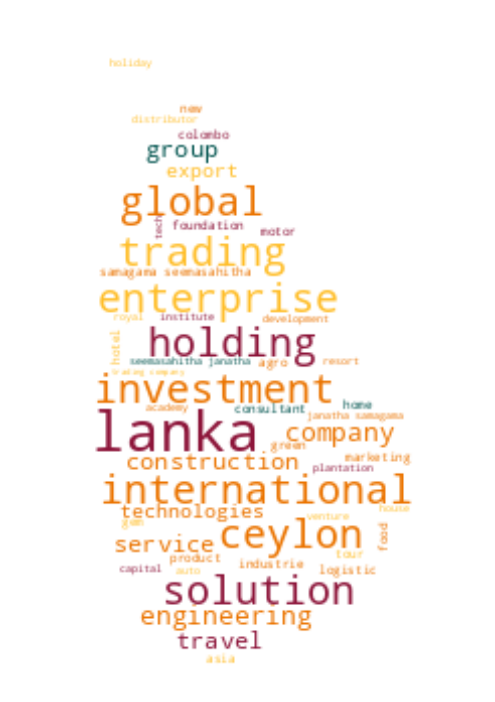 holiday
new
distributor
colombo
group
export
global
tech
foundation
motor
trading
samagama seemasahitha
enterprise
royal
institute
development
holding
hotel
seemasahitha janatha
agro
resort
trading company
investment
academy
consultant
home
lanka
janatha samagama
company
green
construction
marketing
plantation
international
technologies
house
gem
venture
ceylon
food
service
tour
product
industrie
capital
auto
logistic
solution
engineering
travel
asia